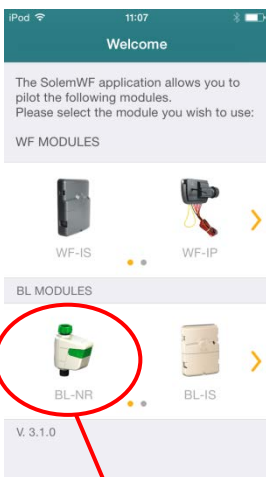 iPod 11:07
Welcome
The SolemWF application allows you to
pilot the following modules.
Please select the module you wish to use:
WF MODULES
WF-IS WF-IP
BL MODULES
BL-NR BL-IS
V. 3.1.0